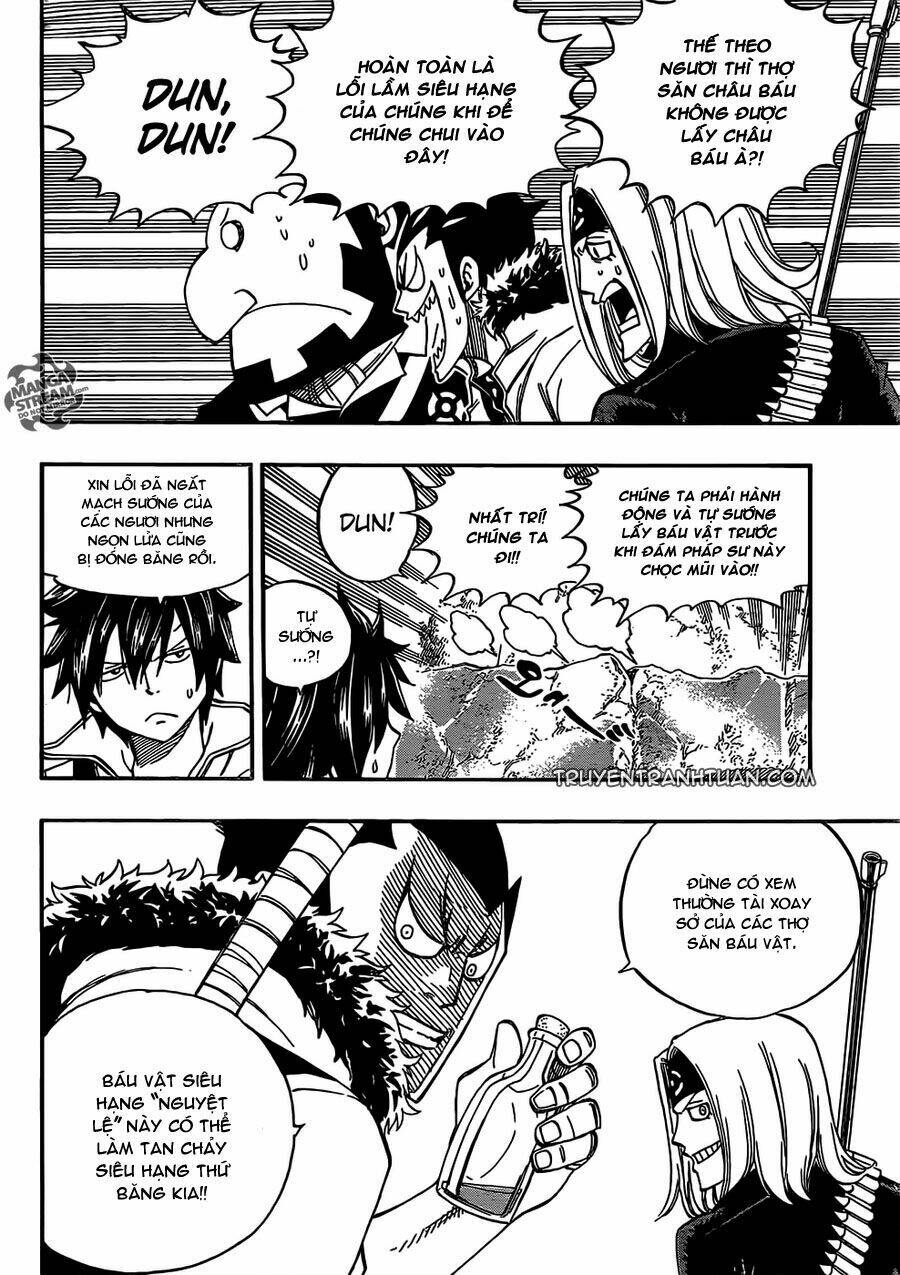 THẾ THEO
NGƯƠI THÌ THỢ
SĂN CHÂU BÁU
KHÔNG ĐƯỢC
LẤY CHÂU
BÁU À?!
HOÀN TOÀN LÀ
LỖI LẦM SIÊU HẠNG
CỦA CHÚNG KHI ĐỂ
CHÚNG CHUI VÀO
ĐÂY!
DUN,
DUN!
MANGA
STREAM.COM
DO NOT MIRROR
CHÚNG TA PHẢI HÀNH
ĐỘNG VÀ TỰ SƯỚNG
LẤY BÁU VẬT TRƯỚC
KHI ĐÁM PHÁP SƯ NÀY
CHỌC MŨI VÀO!!
NHẤT TRÍ!
CHÚNG TA
ĐI!!
DUN!
TỰ
SƯỚNG
...?!
XIN LỖI ĐÃ NGẮT
MẠCH SƯỚNG CỦA
CÁC NGƯƠI NHƯNG
NGỌN LỬA CŨNG
BỊ ĐÓNG BĂNG RỒI.
TRUYENTRANHTUAN.COM
ĐỪNG CÓ XEM
THƯỜNG TÀI XOAY
SỞ CỦA CÁC THỢ
SĂN BÁU VẬT.
BÁU VẬT SIÊU
HẠNG "NGUYỆT
LỆ" NÀY CÓ THỂ
LÀM TAN CHẢY
SIÊU HẠNG THỨ
BĂNG KIA!!